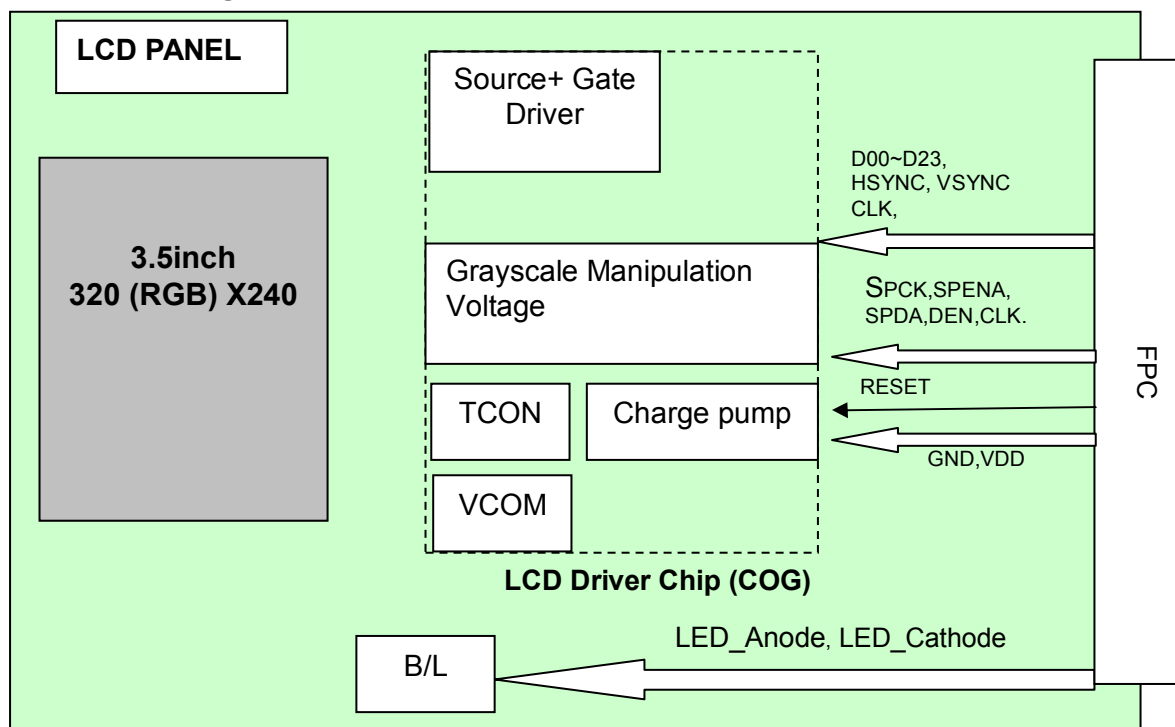 LCD PANEL
Source+ Gate
Driver
D00~D23,
HSYNC, VSYNC
CLK,
3.5inch
320 (RGB) X240
Grayscale Manipulation
Voltage
SPCK,SPENA,
SPDA,DEN,CLK.
FPC
TCON
Charge pump
RESET
GND,VDD
VCOM
LCD Driver Chip (COG)
LED_Anode, LED_Cathode
B/L